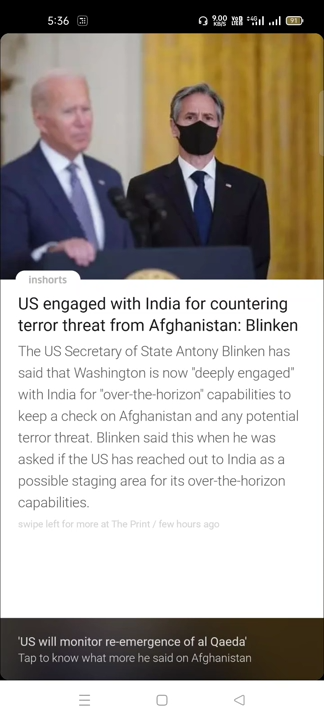 5:36
9.00 KB/S VoD LTE 4G 91
inshorts
US engaged with India for countering
terror threat from Afghanistan: Blinken
The US Secretary of State Antony Blinken has
said that Washington is now "deeply engaged"
with India for "over-the-horizon" capabilities to
keep a check on Afghanistan and any potential
terror threat. Blinken said this when he was
asked if the US has reached out to India as a
possible staging area for its over-the-horizon
capabilities.
swipe left for more at The Print / few hours ago
'US will monitor re-emergence of al Qaeda'
Tap to know what more he said on Afghanistan